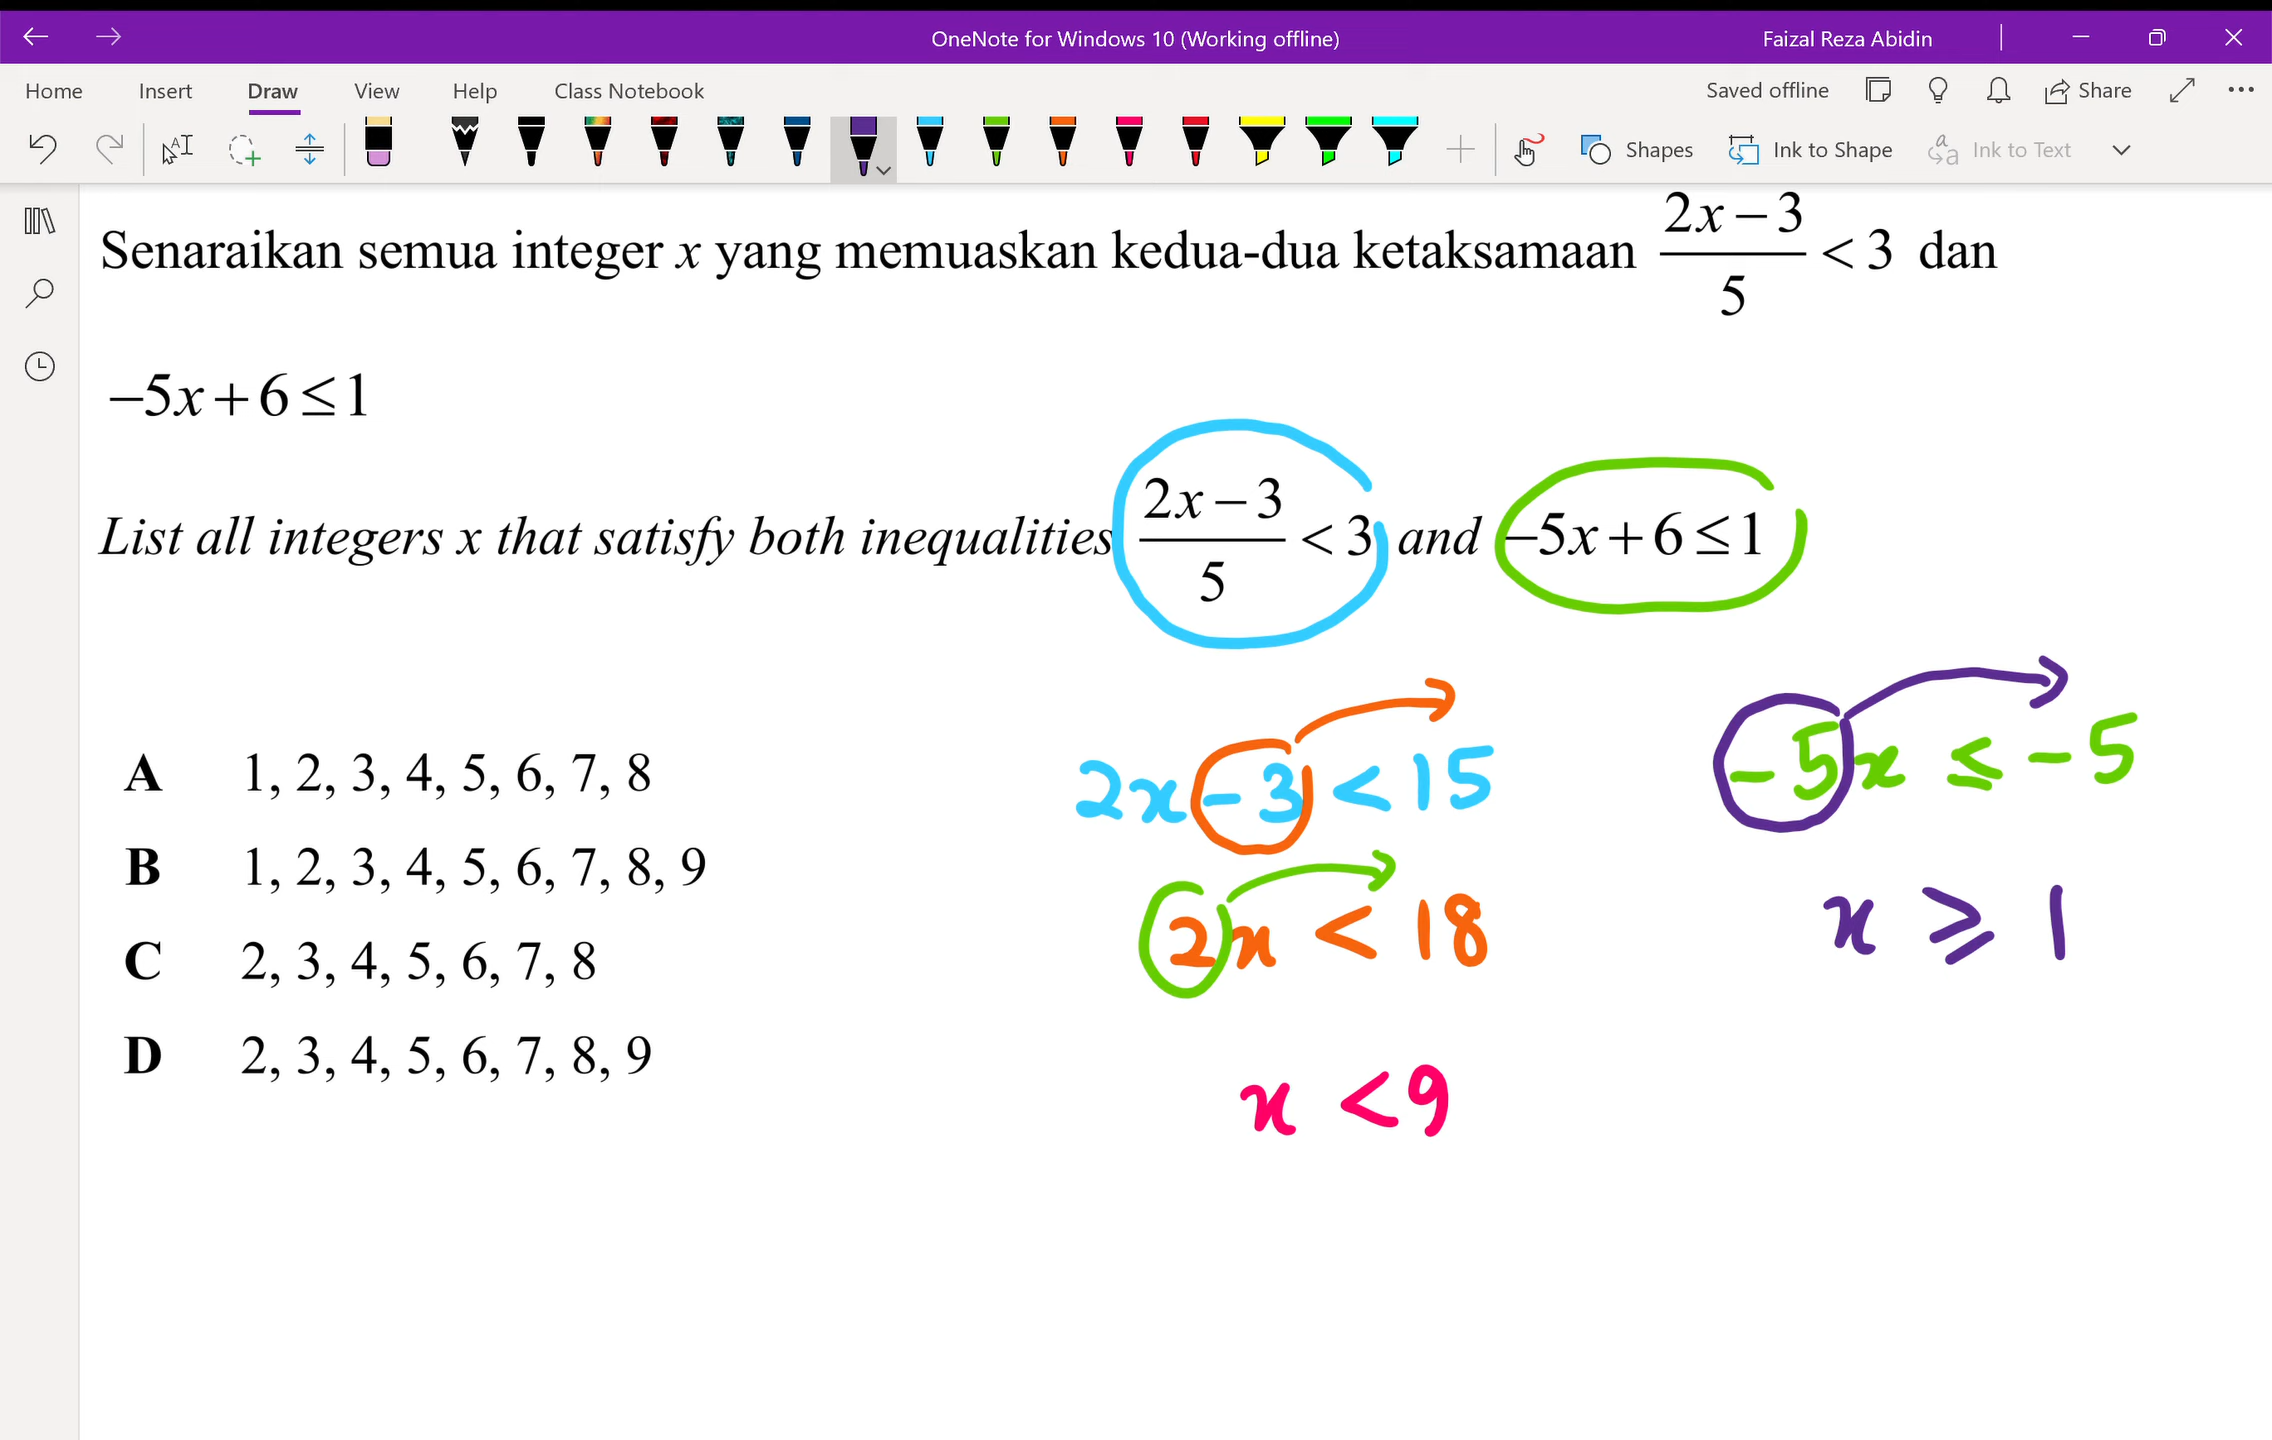 OneNote for Windows 10 (Working offline) Faizal Reza Abidin
Home Insert Draw View Help Class Notebook Saved offline Share
Shapes Ink to Shape Ink to Text
Senaraikan semua integer x yang memuaskan kedua-dua ketaksamaan (2x−3)/5 < 3 dan
−5x+6≤1
List all integers x that satisfy both inequalities (2x−3)/5 < 3 and −5x+6≤1
A 1, 2, 3, 4, 5, 6, 7, 8
B 1, 2, 3, 4, 5, 6, 7, 8, 9
C 2, 3, 4, 5, 6, 7, 8
D 2, 3, 4, 5, 6, 7, 8, 9
2x −3 < 15
2x < 18
x < 9
−5x ≤ −5
x ≥ 1